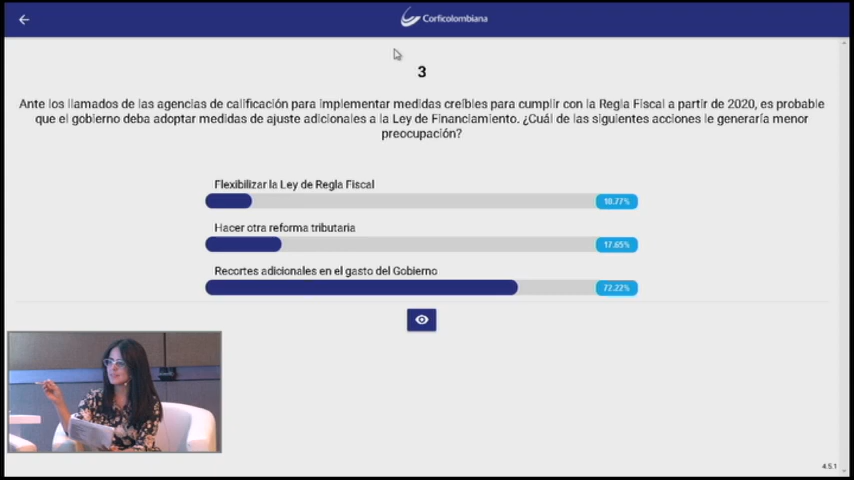 Corficolombiana
3
Ante los llamados de las agencias de calificación para implementar medidas creíbles para cumplir con la Regla Fiscal a partir de 2020, es probable
que el gobierno deba adoptar medidas de ajuste adicionales a la Ley de Financiamiento. ¿Cuál de las siguientes acciones le generaría menor
preocupación?
Flexibilizar la Ley de Regla Fiscal
10.77%
Hacer otra reforma tributaria
17.65%
Recortes adicionales en el gasto del Gobierno
72.22%
4.5.1